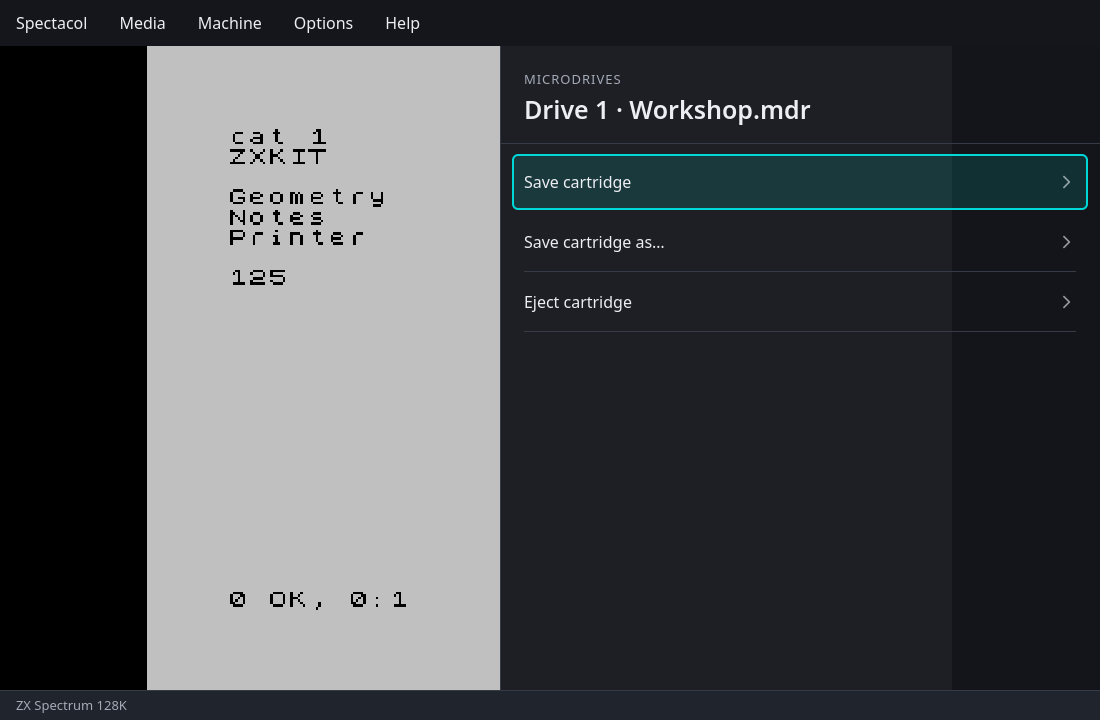 Spectacol Media Machine Options Help
cat 1
ZXKIT
Geometry
Notes
Printer
125
0 OK, 0:1
MICRODRIVES
Drive 1 · Workshop.mdr
Save cartridge
Save cartridge as...
Eject cartridge
ZX Spectrum 128K